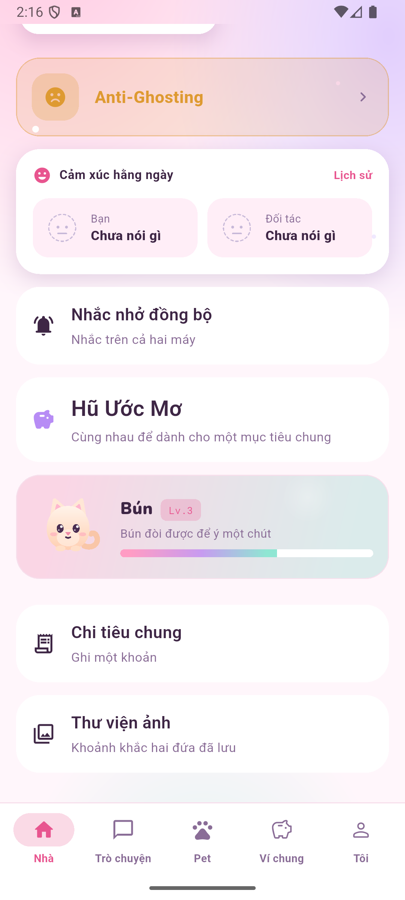 2:16
A
Anti-Ghosting
Cảm xúc hằng ngày
Lịch sử
Bạn
Chưa nói gì
Đối tác
Chưa nói gì
Nhắc nhở đồng bộ
Nhắc trên cả hai máy
Hũ Ước Mơ
Cùng nhau để dành cho một mục tiêu chung
Bún Lv.3
Bún đòi được để ý một chút
Chi tiêu chung
Ghi một khoản
Thư viện ảnh
Khoảnh khắc hai đứa đã lưu
Nhà
Trò chuyện
Pet
Ví chung
Tôi